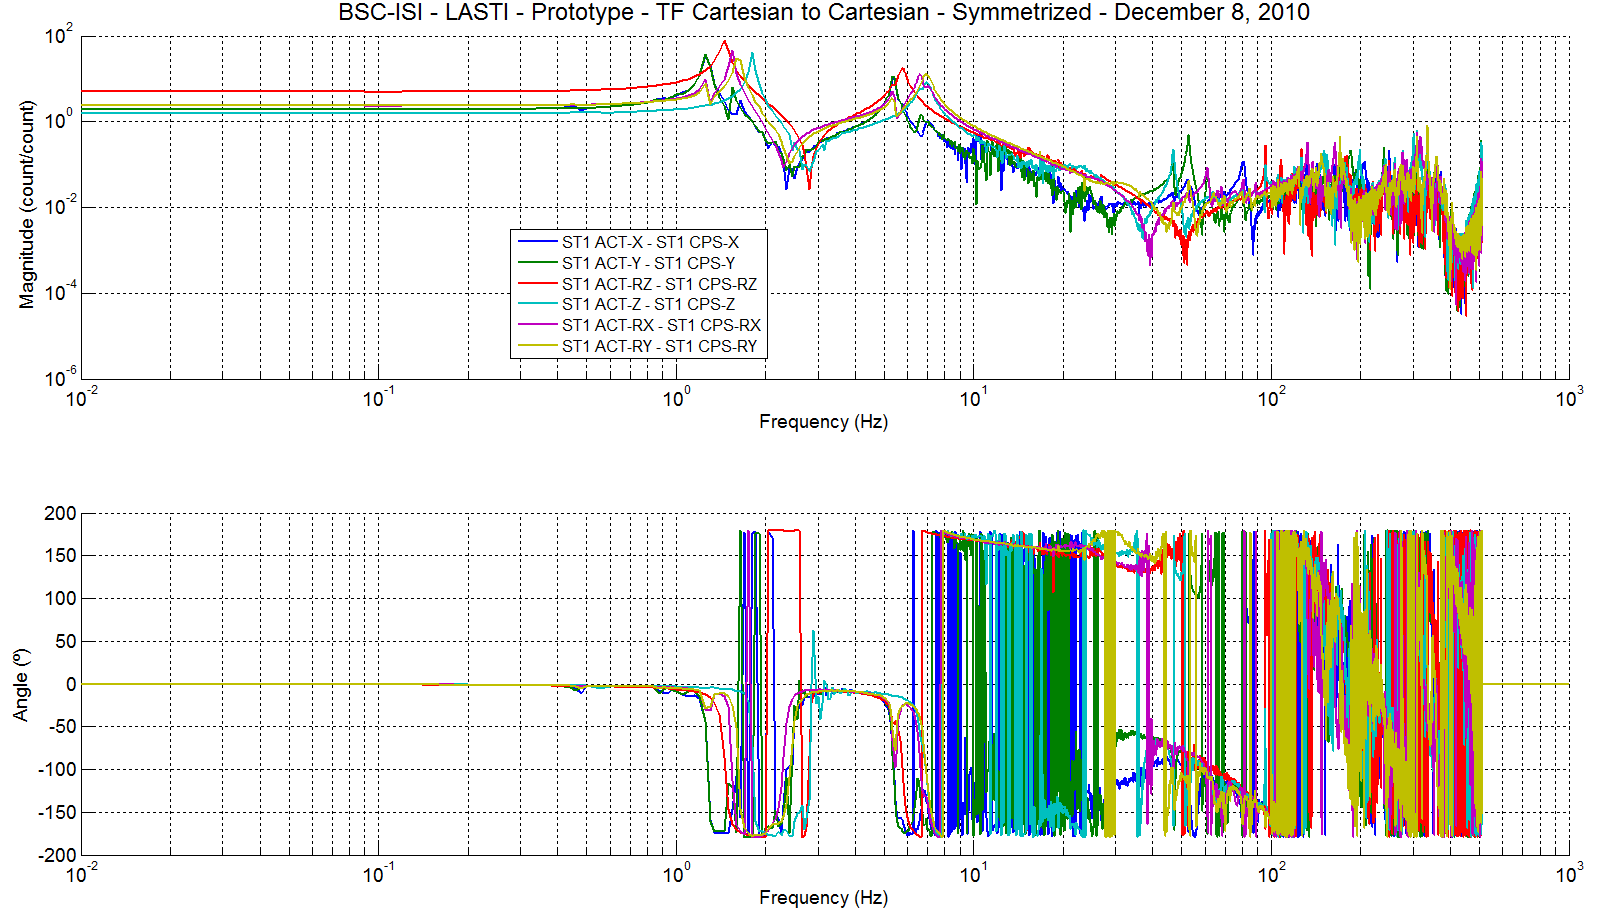 BSC-ISI - LASTI - Prototype - TF Cartesian to Cartesian - Symmetrized - December 8, 2010
10^2
10^0
10^-2
10^-4
10^-6
Magnitude (count/count)
ST1 ACT-X - ST1 CPS-X
ST1 ACT-Y - ST1 CPS-Y
ST1 ACT-RZ - ST1 CPS-RZ
ST1 ACT-Z - ST1 CPS-Z
ST1 ACT-RX - ST1 CPS-RX
ST1 ACT-RY - ST1 CPS-RY
10^-2 10^-1 10^0 10^1 10^2 10^3
Frequency (Hz)
200
150
100
50
0
-50
-100
-150
-200
Angle (º)
10^-2 10^-1 10^0 10^1 10^2 10^3
Frequency (Hz)